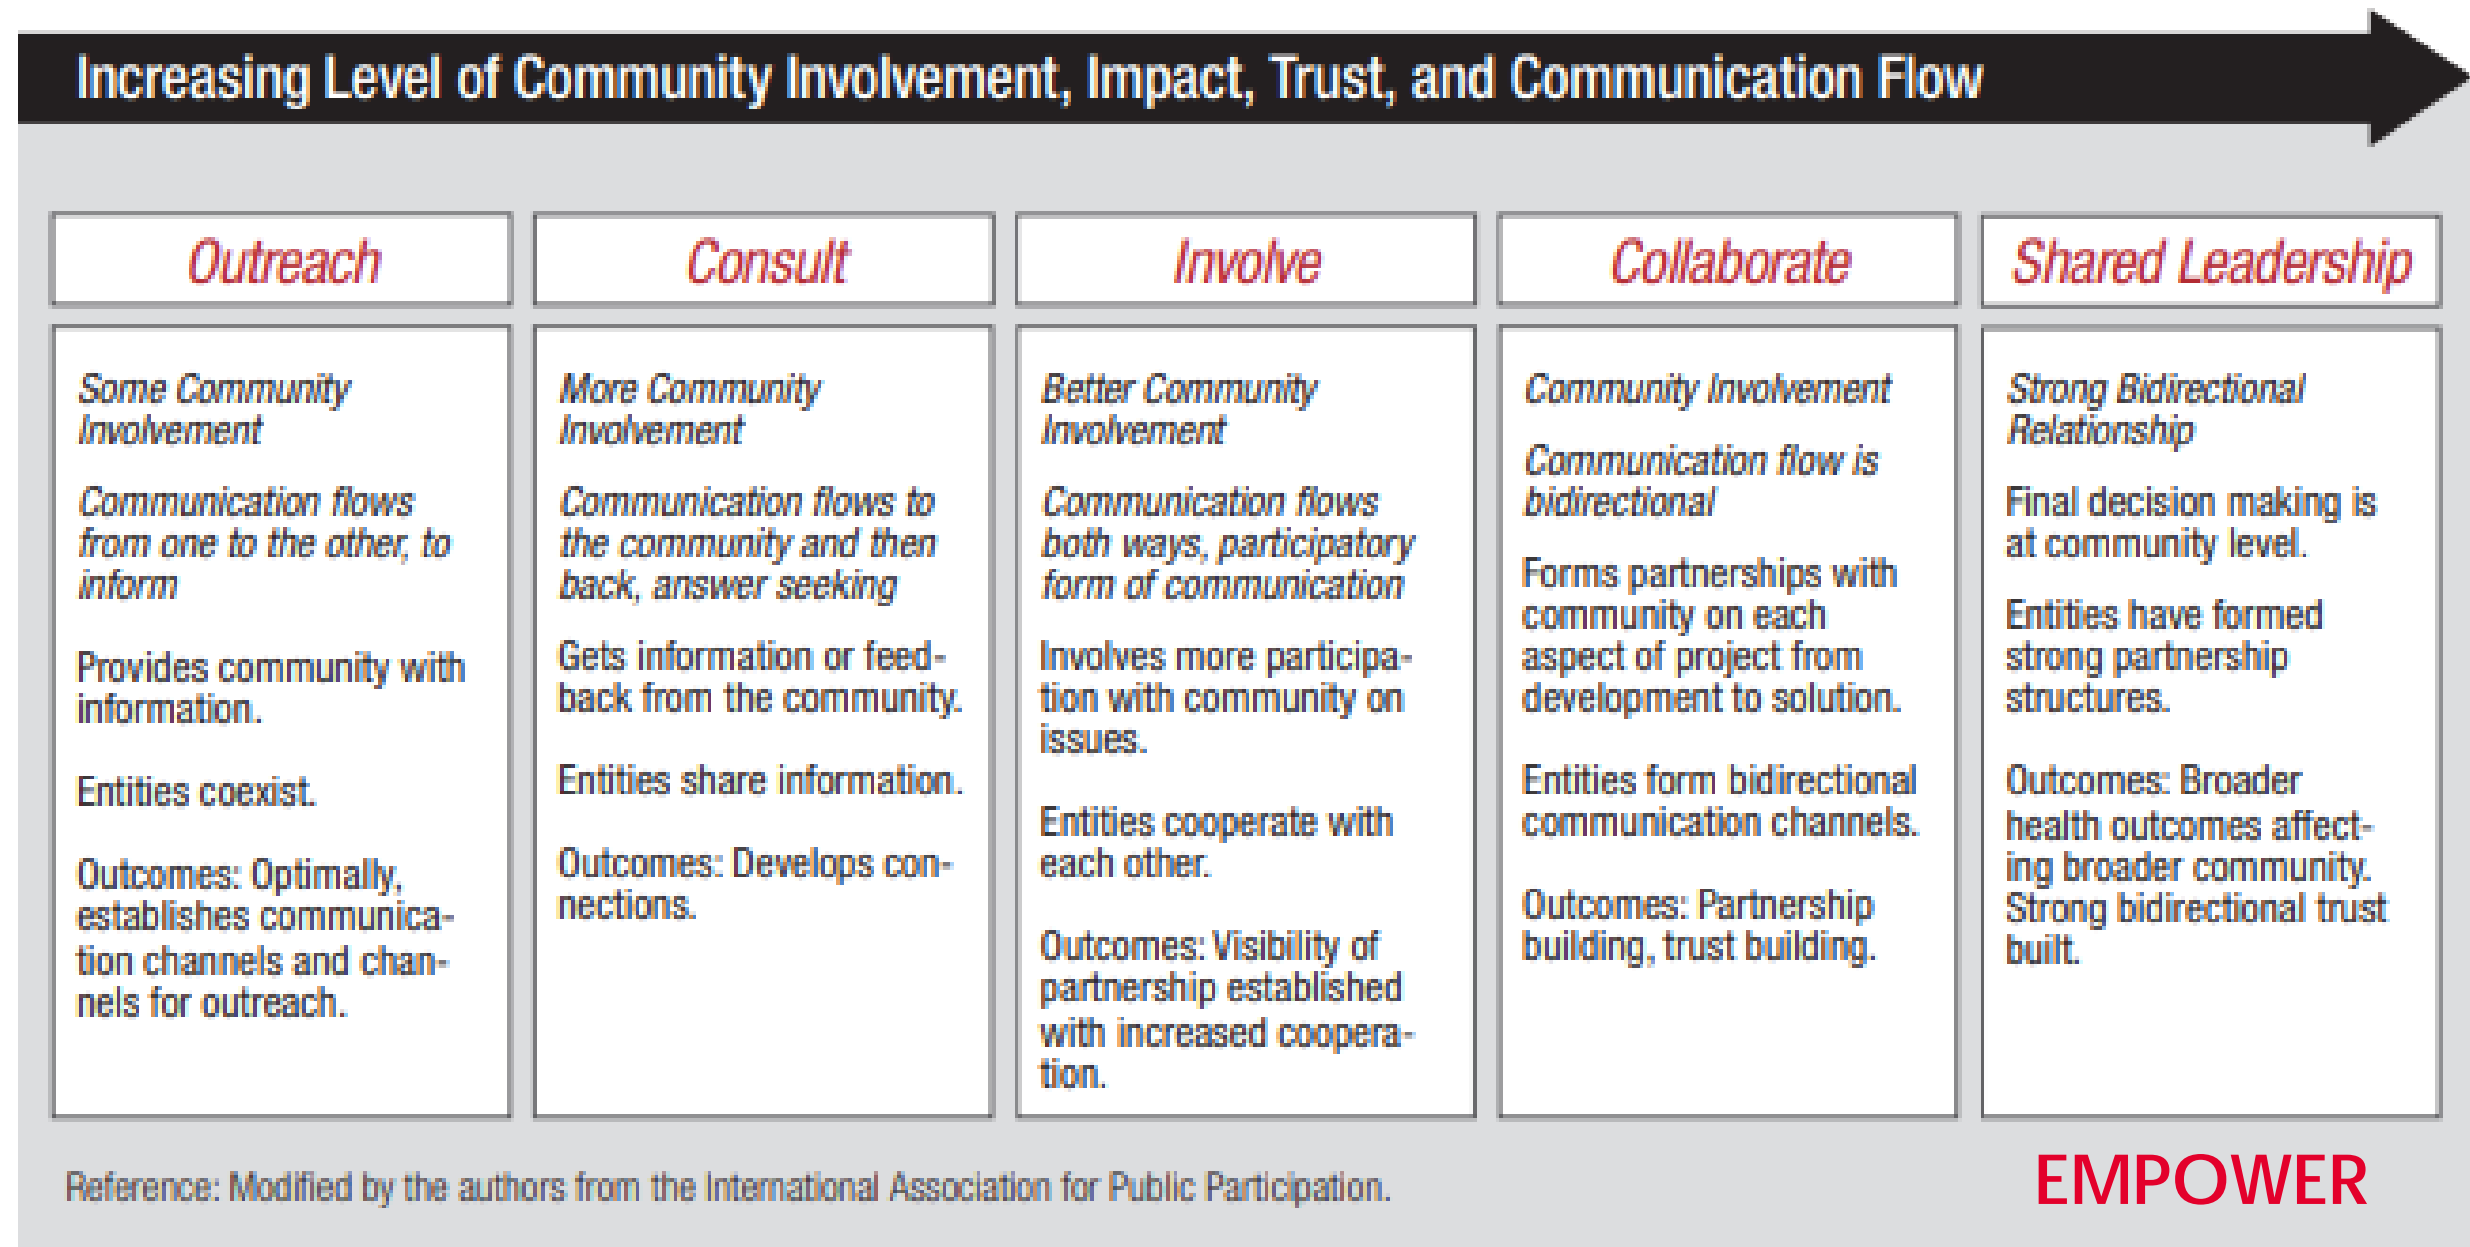 Increasing Level of Community Involvement, Impact, Trust, and Communication Flow
Outreach
Some Community
Involvement
Communication flows
from one to the other, to
inform
Provides community with
information.
Entities coexist.
Outcomes: Optimally,
establishes communica-
tion channels and chan-
nels for outreach.
Consult
More Community
Involvement
Communication flows to
the community and then
back, answer seeking
Gets information or feed-
back from the community.
Entities share information.
Outcomes: Develops con-
nections.
Involve
Better Community
Involvement
Communication flows
both ways, participatory
form of communication
Involves more participa-
tion with community on
issues.
Entities cooperate with
each other.
Outcomes: Visibility of
partnership established
with increased coopera-
tion.
Collaborate
Community Involvement
Communication flow is
bidirectional
Forms partnerships with
community on each
aspect of project from
development to solution.
Entities form bidirectional
communication channels.
Outcomes: Partnership
building, trust building.
Shared Leadership
Strong Bidirectional
Relationship
Final decision making is
at community level.
Entities have formed
strong partnership
structures.
Outcomes: Broader
health outcomes affect-
ing broader community.
Strong bidirectional trust
built.
Reference: Modified by the authors from the International Association for Public Participation.
EMPOWER